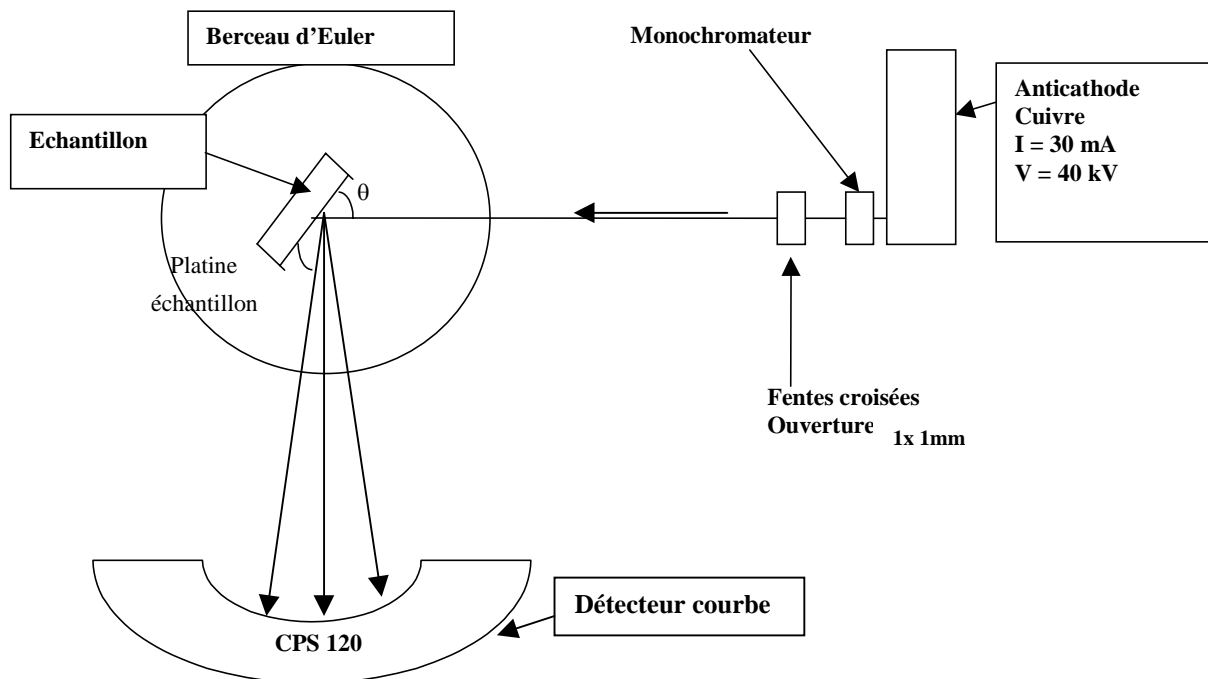 Berceau d’Euler
Monochromateur
Anticathode
Cuivre
I = 30 mA
V = 40 kV
Echantillon
θ
Platine
échantillon
Fentes croisées
Ouverture 1x 1mm
Détecteur courbe
CPS 120